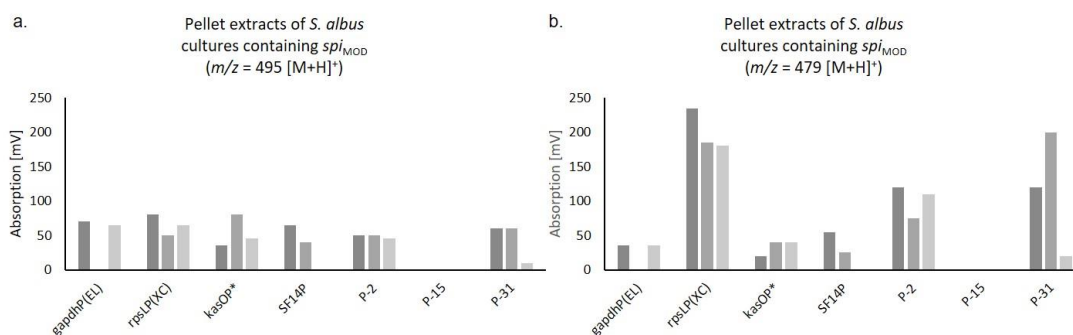 a.
Pellet extracts of S. albus
cultures containing spiMOD
(m/z = 495 [M+H]+)
Absorption [mV]
250
200
150
100
50
0
gapdhP(EL)
rpsLP(XC)
kasOP*
SF14P
P-2
P-15
P-31
b.
Pellet extracts of S. albus
cultures containing spiMOD
(m/z = 479 [M+H]+)
Absorption [mV]
250
200
150
100
50
0
gapdhP(EL)
rpsLP(XC)
kasOP*
SF14P
P-2
P-15
P-31